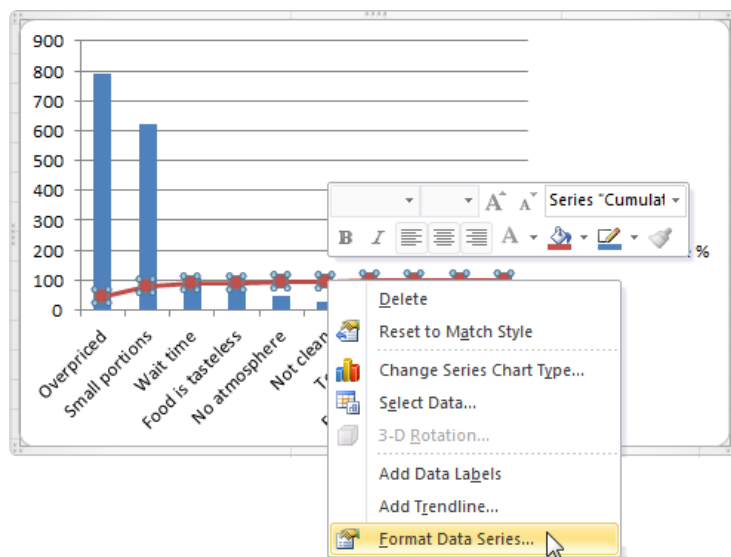 900
800
700
600
500
400
300
200
100
0
Overpriced
Small portions
Wait time
Food is tasteless
No atmosphere
Not clean
Series "Cumulat
A A
B I A
%
Delete
Reset to Match Style
Change Series Chart Type...
Select Data...
3-D Rotation...
Add Data Labels
Add Trendline...
Format Data Series...